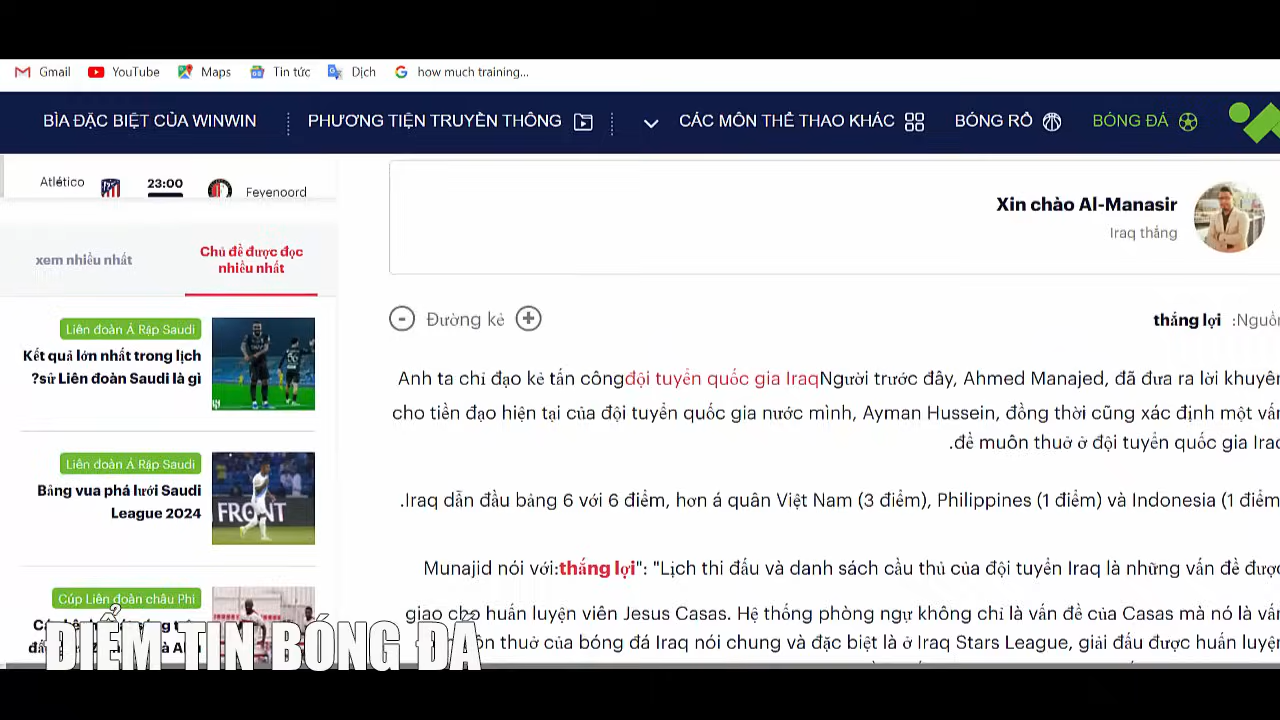 Gmail YouTube Maps Tin tức Dịch how much training...
BÌA ĐẶC BIỆT CỦA WINWIN PHƯƠNG TIỆN TRUYỀN THÔNG CÁC MÔN THỂ THAO KHÁC BÓNG RỔ BÓNG ĐÁ
Atlético 23:00 Feyenoord
xem nhiều nhất
Chủ đề được đọc
nhiều nhất
Liên đoàn Ả Rập Saudi
Kết quả lớn nhất trong lịch
?sử Liên đoàn Saudi là gì
Liên đoàn Ả Rập Saudi
Bảng vua phá lưới Saudi
League 2024
FRONT
Cúp Liên đoàn châu Phi
Xin chào Al-Manasir
Iraq thắng
- Đường kẻ +
thắng lợi :Nguồn
Anh ta chỉ đạo kẻ tấn côngđội tuyển quốc gia IraqNgười trước đây, Ahmed Manajed, đã đưa ra lời khuyên
cho tiền đạo hiện tại của đội tuyển quốc gia nước mình, Ayman Hussein, đồng thời cũng xác định một vấn
.đề muôn thuở ở đội tuyển quốc gia Iraq
.Iraq dẫn đầu bảng 6 với 6 điểm, hơn á quân Việt Nam (3 điểm), Philippines (1 điểm) và Indonesia (1 điểm
Munajid nói với:thắng lợi": "Lịch thi đấu và danh sách cầu thủ của đội tuyển Iraq là những vấn đề được
giao cho huấn luyện viên Jesus Casas. Hệ thống phòng ngự không chỉ là vấn đề của Casas mà nó là vấn
thuở của bóng đá Iraq nói chung và đặc biệt là ở Iraq Stars League, giải đấu được huấn luyện
ĐIỂM TIN BÓNG ĐÁ